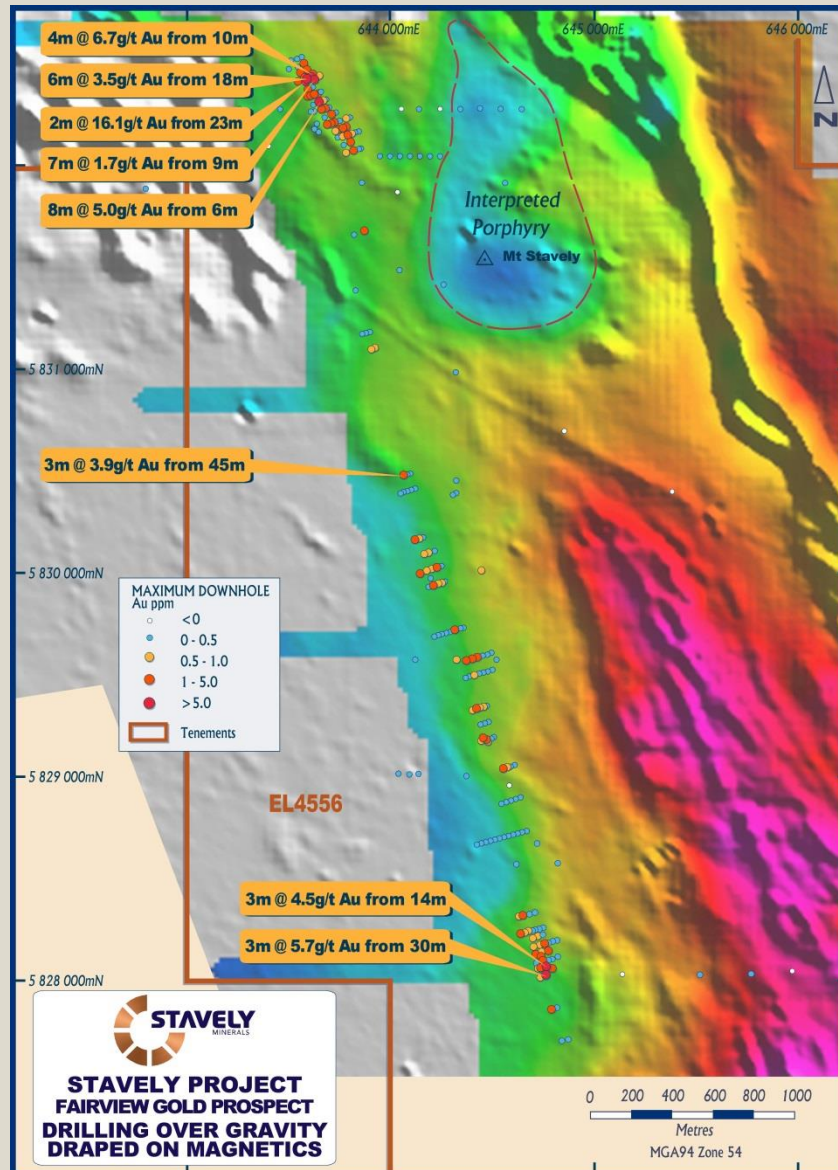 644 000mE
645 000mE
646 000mE
4m @ 6.7g/t Au from 10m
6m @ 3.5g/t Au from 18m
2m @ 16.1g/t Au from 23m
7m @ 1.7g/t Au from 9m
8m @ 5.0g/t Au from 6m
N
Interpreted
Porphyry
Mt Stavely
5 831 000mN
3m @ 3.9g/t Au from 45m
5 830 000mN
MAXIMUM DOWNHOLE
Au ppm
<0
0 - 0.5
0.5 - 1.0
1 - 5.0
>5.0
Tenements
5 829 000mN
EL4556
3m @ 4.5g/t Au from 14m
3m @ 5.7g/t Au from 30m
5 828 000mN
STAVELY
MINERALS
STAVELY PROJECT
FAIRVIEW GOLD PROSPECT
DRILLING OVER GRAVITY
DRAPED ON MAGNETICS
0 200 400 600 800 1000
Metres
MGA94 Zone 54